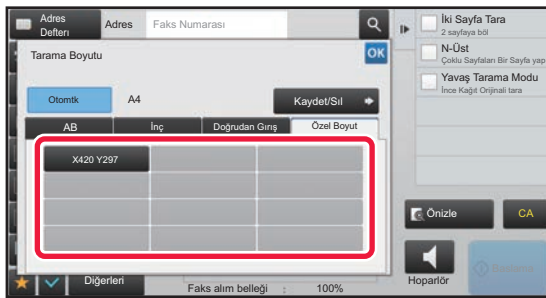 Adres Defteri
Adres
Faks Numarası
Tarama Boyutu
OK
Otomtk
A4
Kaydet/Sıl
AB
İnç
Doğrudan Gırış
Özel Boyut
X420 Y297
İki Sayfa Tara
2 sayfaya böl
N-Üst
Çoklu Sayfaları Bir Sayfa yap
Yavaş Tarama Modu
İnce Kağıt Orijinali tara
Önizle
CA
Hoparlör
Diğerleri
Faks alım belleği : 100%